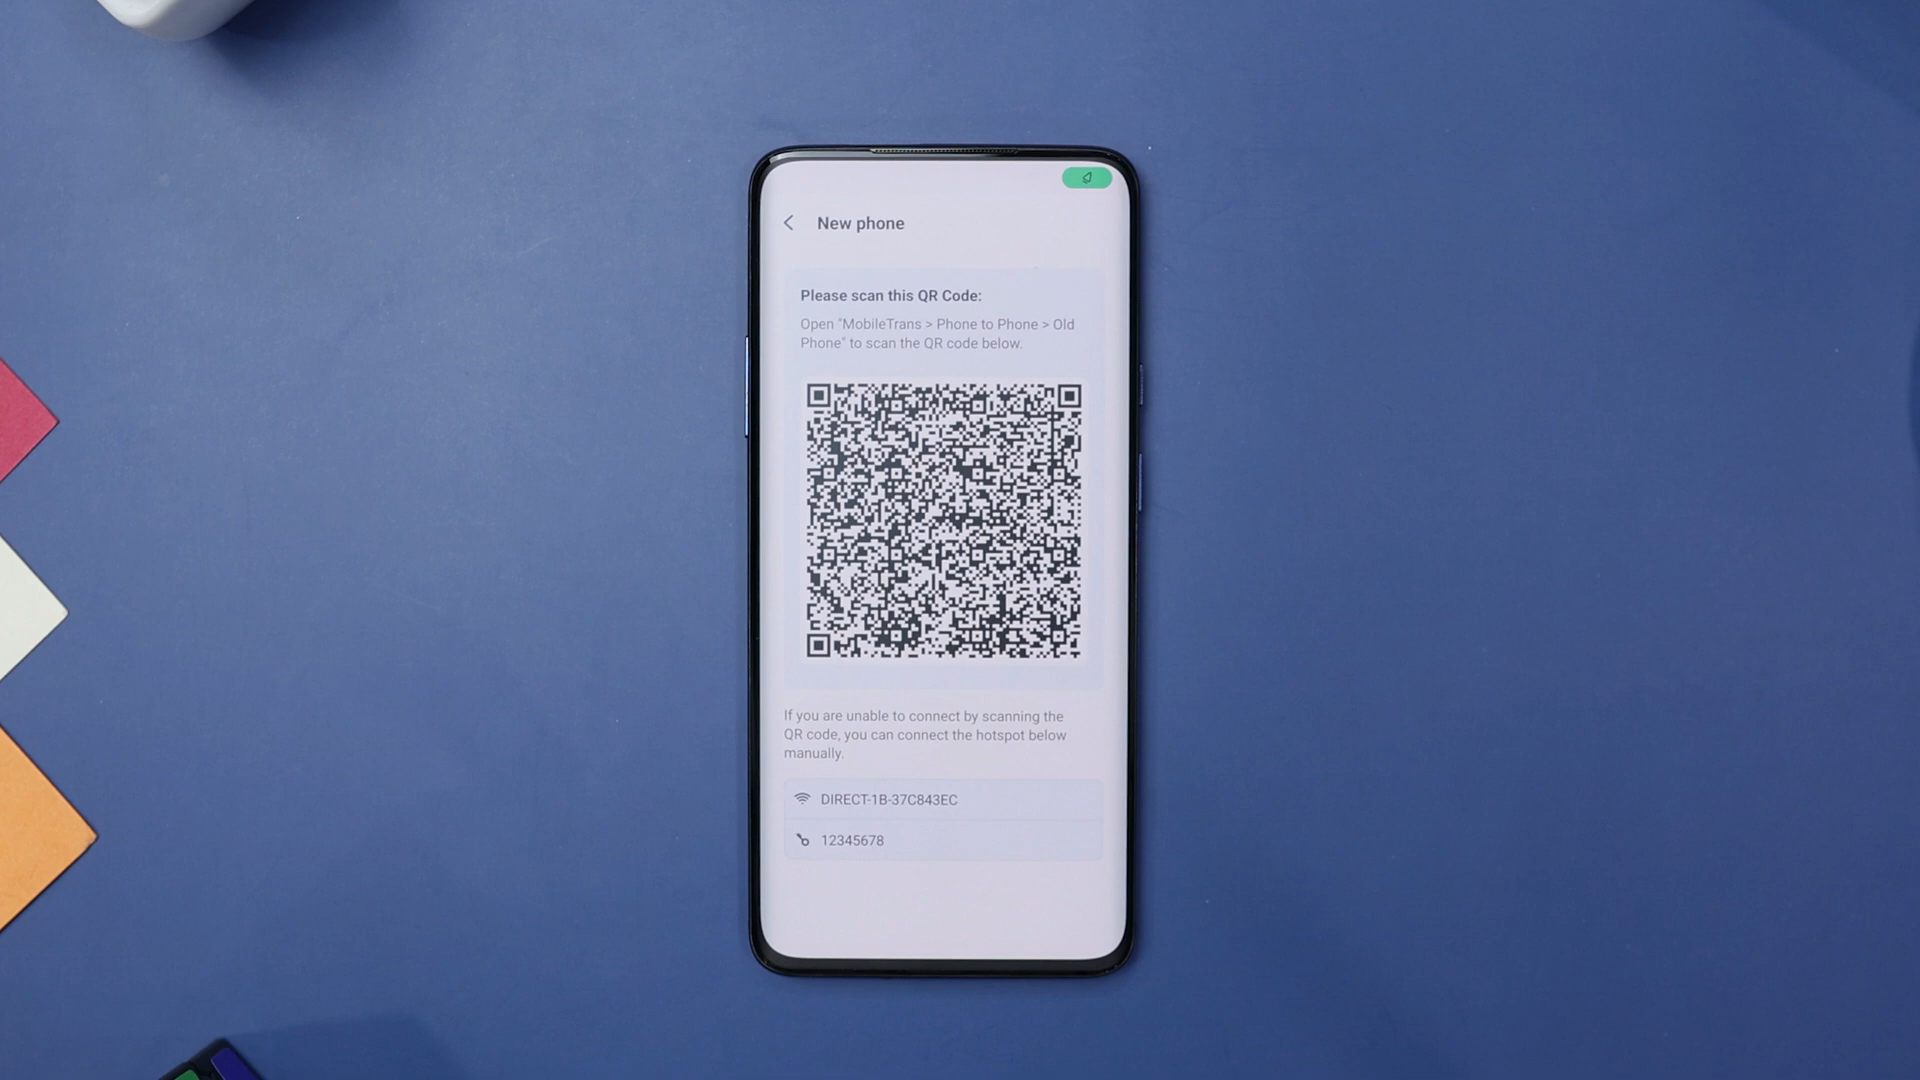 New phone
Please scan this QR Code:
Open "MobileTrans > Phone to Phone > Old
Phone" to scan the QR code below.
If you are unable to connect by scanning the
QR code, you can connect the hotspot below
manually.
DIRECT-1B-37C843EC
12345678